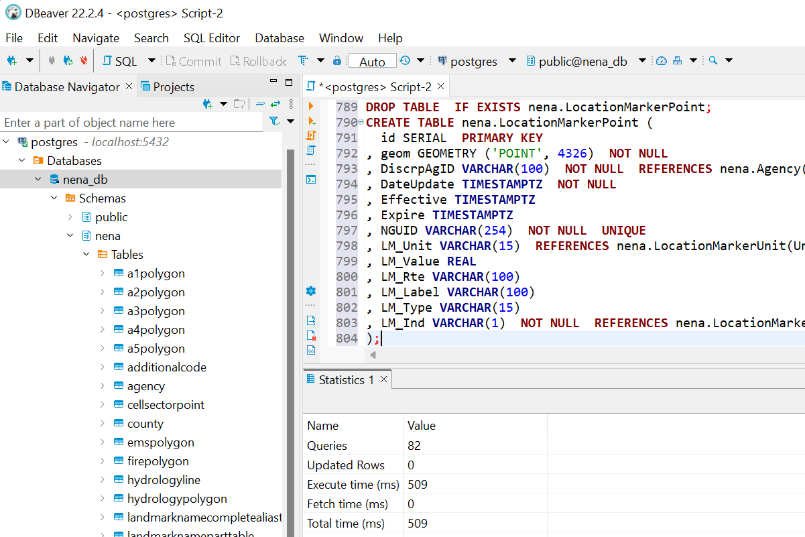 DBeaver 22.2.4 - <postgres> Script-2
File Edit Navigate Search SQL Editor Database Window Help
SQL Commit Rollback Auto postgres public@nena_db
Database Navigator Projects
Enter a part of object name here
postgres - localhost:5432
Databases
nena_db
Schemas
public
nena
Tables
a1polygon
a2polygon
a3polygon
a4polygon
a5polygon
additionalcode
agency
cellsectorpoint
county
emspolygon
firepolygon
hydrologyline
hydrologypolygon
landmarknamecompletealiast
landmarknameparttable
*<postgres> Script-2
789 DROP TABLE IF EXISTS nena.LocationMarkerPoint;
790 CREATE TABLE nena.LocationMarkerPoint (
791 id SERIAL PRIMARY KEY
792 , geom GEOMETRY ('POINT', 4326) NOT NULL
793 , DiscrpAgID VARCHAR(100) NOT NULL REFERENCES nena.Agency(
794 , DateUpdate TIMESTAMPTZ NOT NULL
795 , Effective TIMESTAMPTZ
796 , Expire TIMESTAMPTZ
797 , NGUID VARCHAR(254) NOT NULL UNIQUE
798 , LM_Unit VARCHAR(15) REFERENCES nena.LocationMarkerUnit(Un
799 , LM_Value REAL
800 , LM_Rte VARCHAR(100)
801 , LM_Label VARCHAR(100)
802 , LM_Type VARCHAR(15)
803 , LM_Ind VARCHAR(1) NOT NULL REFERENCES nena.LocationMarke
804 );
Statistics 1
Name Value
Queries 82
Updated Rows 0
Execute time (ms) 509
Fetch time (ms) 0
Total time (ms) 509